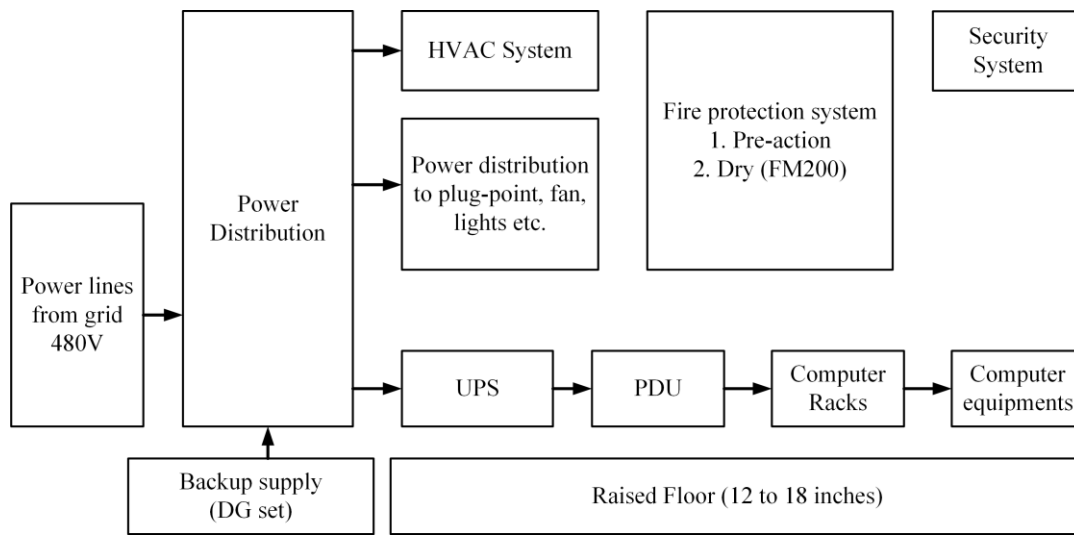 HVAC System
Security
System
Fire protection system
1. Pre-action
2. Dry (FM200)
Power distribution
to plug-point, fan,
lights etc.
Power
Distribution
Power lines
from grid
480V
UPS
PDU
Computer
Racks
Computer
equipments
Backup supply
(DG set)
Raised Floor (12 to 18 inches)